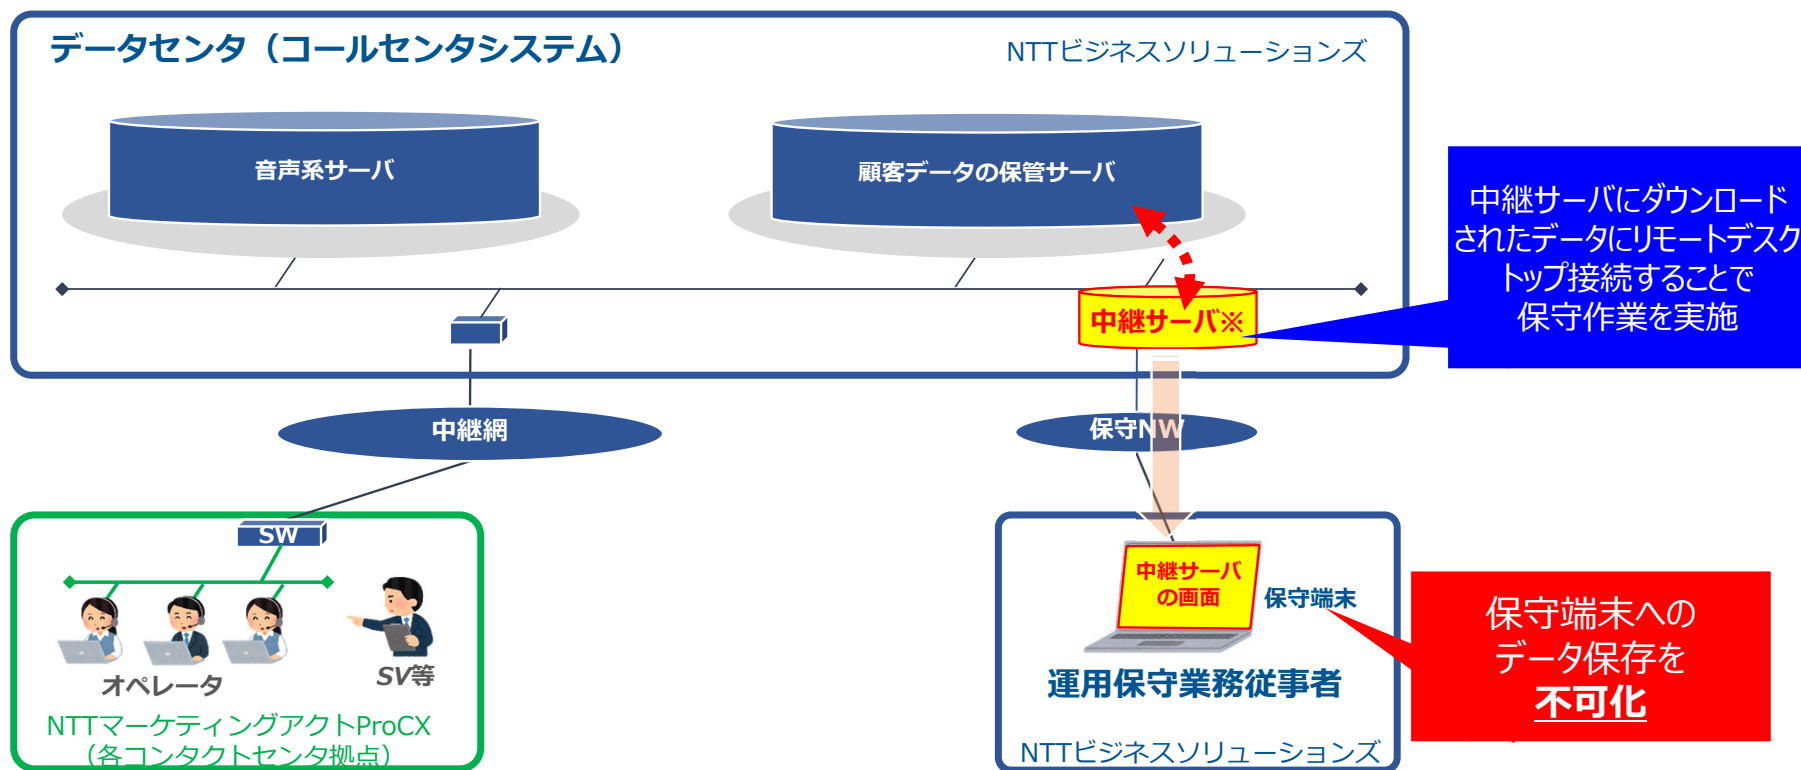 データセンタ（コールセンタシステム）
NTTビジネスソリューションズ
音声系サーバ
顧客データの保管サーバ
中継サーバにダウンロード
されたデータにリモートデスク
トップ接続することで
保守作業を実施
中継サーバ※
中継網
保守NW
SW
中継サーバ
の画面
保守端末
オペレータ
SV等
運用保守業務従事者
保守端末への
データ保存を
不可化
NTTマーケティングアクトProCX
（各コンタクトセンタ拠点）
NTTビジネスソリューションズ